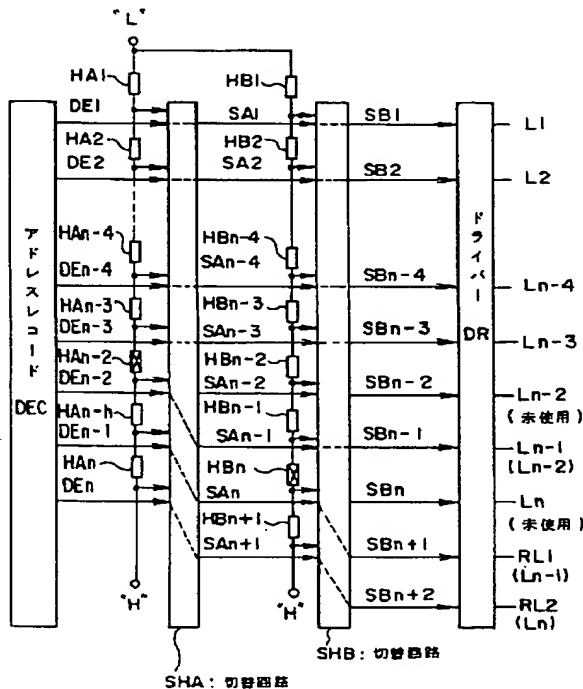 "L"
HA1
HB1
DE1
SA1
SB1
L1
HA2
HB2
DE2
SA2
SB2
L2
アドレスレコード
DEC
ドライバー
DR
HAn-4
HBn-4
DEn-4
SAn-4
SBn-4
Ln-4
HAn-3
HBn-3
DEn-3
SAn-3
SBn-3
Ln-3
HAn-2
HBn-2
DEn-2
SAn-2
SBn-2
Ln-2
(未使用)
HAn-h
HBn-1
DEn-1
SAn-1
SBn-1
Ln-1
(Ln-2)
HAn
HBn
DEn
SAn
SBn
Ln
(未使用)
HBn+1
SAn+1
SBn+1
RL1
(Ln-1)
"H"
"H"
SBn+2
RL2
(Ln)
SHA: 切替回路
SHB: 切替回路